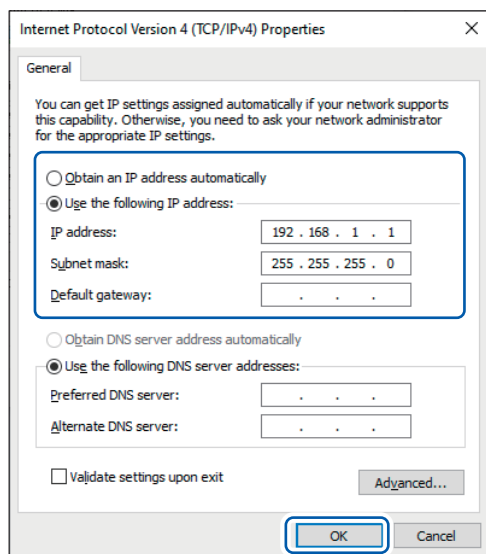 Internet Protocol Version 4 (TCP/IPv4) Properties
General
You can get IP settings assigned automatically if your network supports
this capability. Otherwise, you need to ask your network administrator
for the appropriate IP settings.
Obtain an IP address automatically
Use the following IP address:
IP address: 192 . 168 . 1 . 1
Subnet mask: 255 . 255 . 255 . 0
Default gateway: . . .
Obtain DNS server address automatically
Use the following DNS server addresses:
Preferred DNS server: . . .
Alternate DNS server: . . .
Validate settings upon exit
Advanced...
OK Cancel